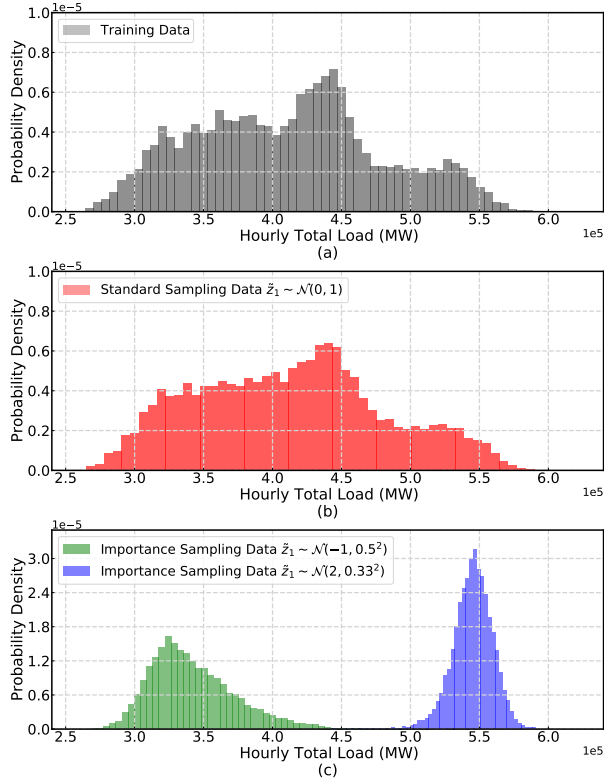 1e−5
1.0
0.8
0.6
0.4
0.2
0.0
Probability Density
Training Data
2.5 3.0 3.5 4.0 4.5 5.0 5.5 6.0
1e5
Hourly Total Load (MW)
(a)
1e−5
1.0
0.8
0.6
0.4
0.2
0.0
Probability Density
Standard Sampling Data z̃₁ ~ 𝒩(0, 1)
2.5 3.0 3.5 4.0 4.5 5.0 5.5 6.0
1e5
Hourly Total Load (MW)
(b)
1e−5
3.0
2.4
1.8
1.2
0.6
0.0
Probability Density
Importance Sampling Data z̃₁ ~ 𝒩(−1, 0.5²)
Importance Sampling Data z̃₁ ~ 𝒩(2, 0.33²)
2.5 3.0 3.5 4.0 4.5 5.0 5.5 6.0
1e5
Hourly Total Load (MW)
(c)